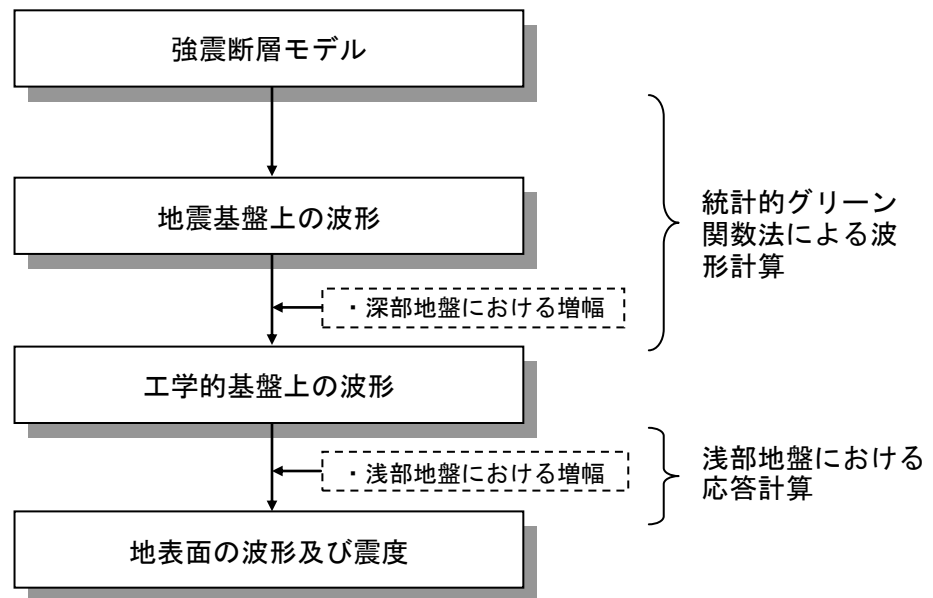 強震断層モデル
地震基盤上の波形
・深部地盤における増幅
統計的グリーン
関数法による波
形計算
工学的基盤上の波形
・浅部地盤における増幅
浅部地盤における
応答計算
地表面の波形及び震度